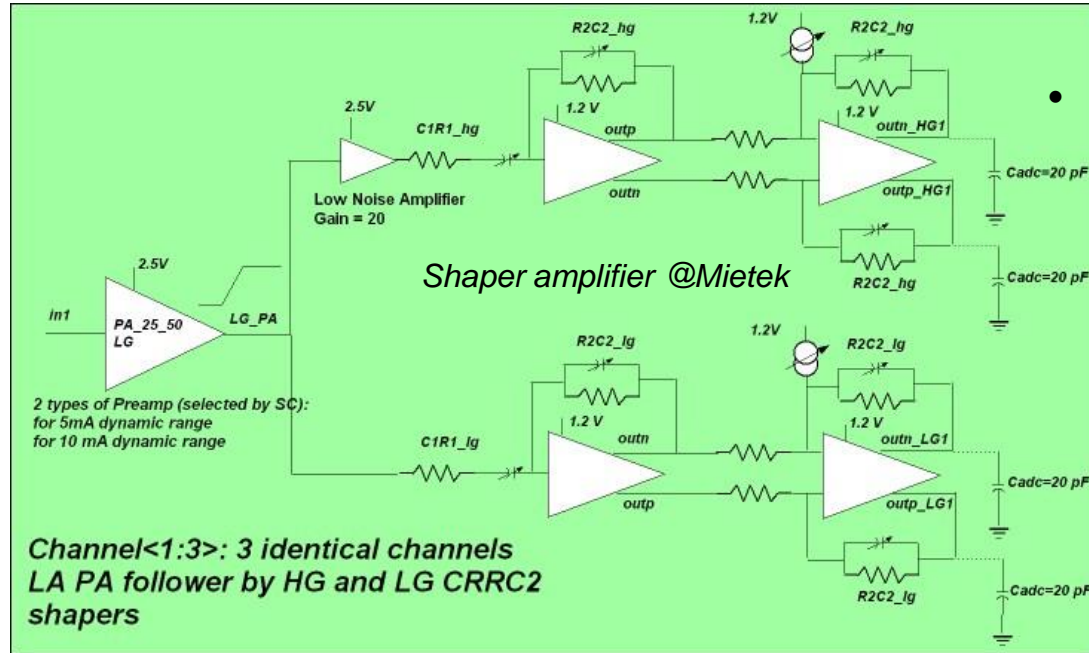 1.2V
R2C2_hg
R2C2_hg
2.5V
C1R1_hg
1.2 V
outp
outn
1.2 V
outn_HG1
outp_HG1
Cadc=20 pF
Low Noise Amplifier
Gain = 20
R2C2_hg
Cadc=20 pF
Shaper amplifier @Mietek
2.5V
in1
PA_25_50
LG
LG_PA
2 types of Preamp (selected by SC):
for 5mA dynamic range
for 10 mA dynamic range
1.2V
R2C2_lg
R2C2_lg
C1R1_lg
1.2 V
outn
outp
1.2 V
outn_LG1
outp_LG1
Cadc=20 pF
R2C2_lg
Cadc=20 pF
Channel<1:3>: 3 identical channels
LA PA follower by HG and LG CRRC2
shapers